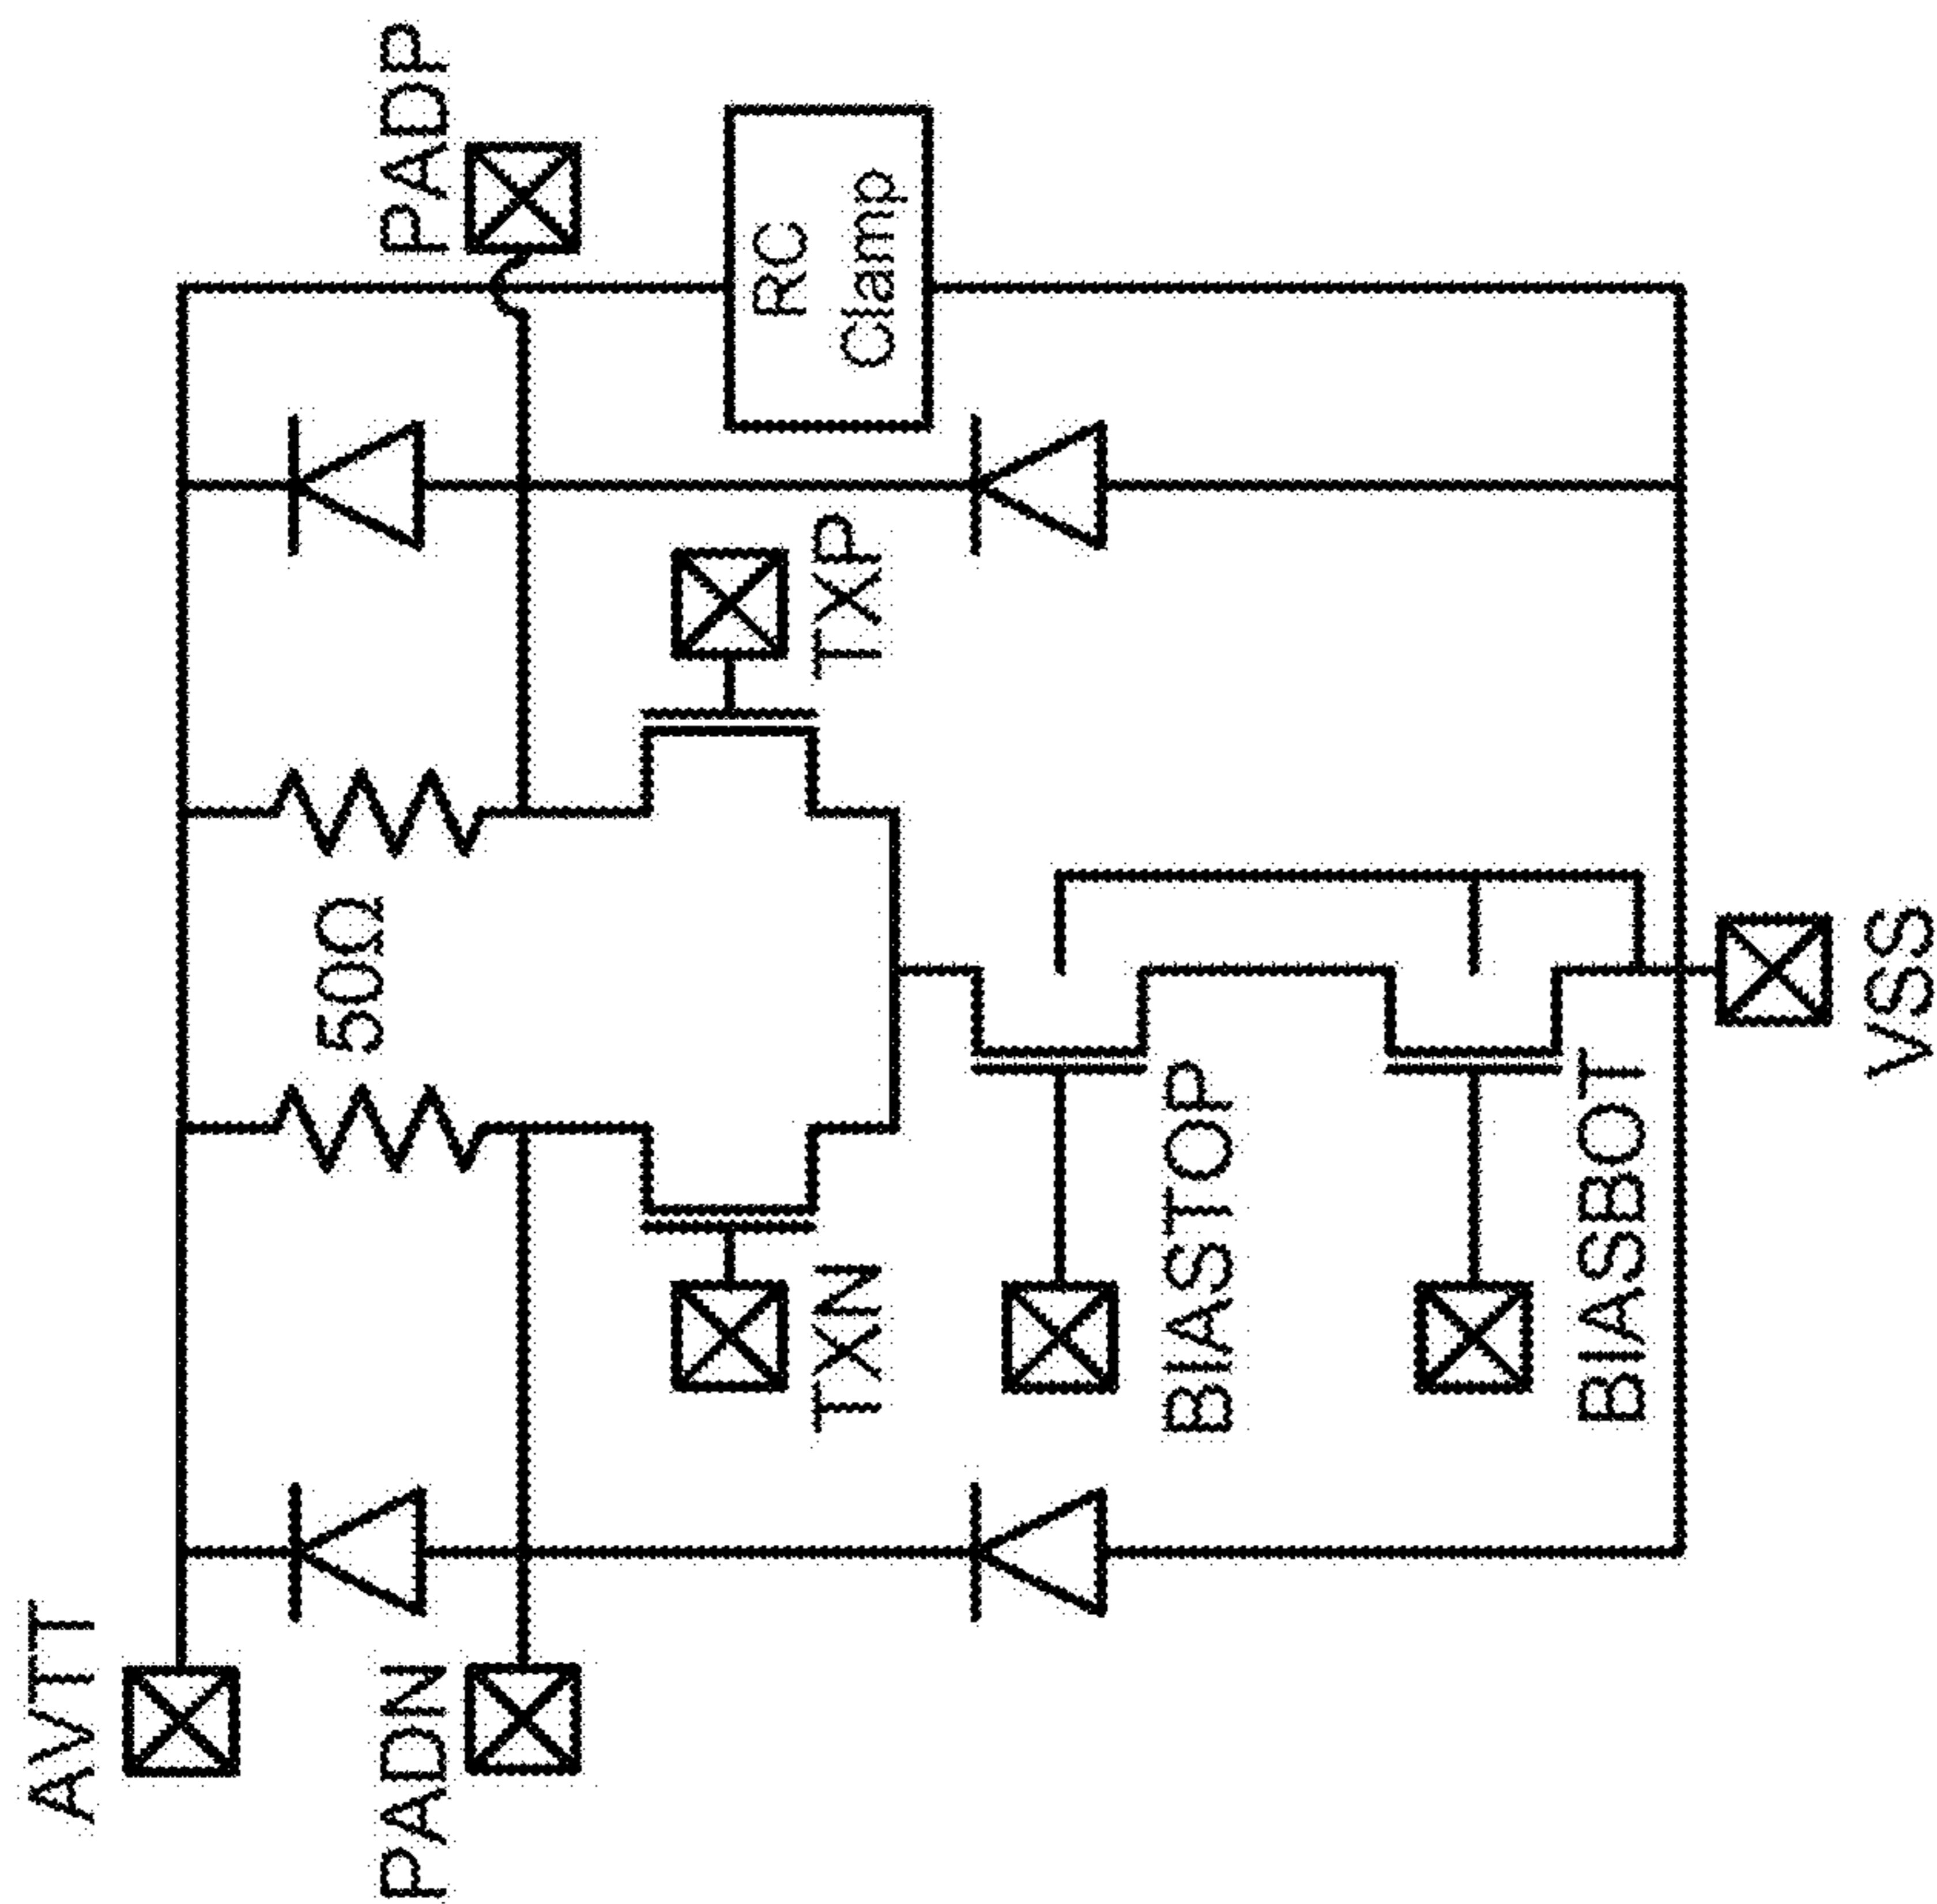 AVTT
PADN
PADP
50Ω
TXN
TXP
RC
Clamp
BIASTOP
BIASBOT
VSS